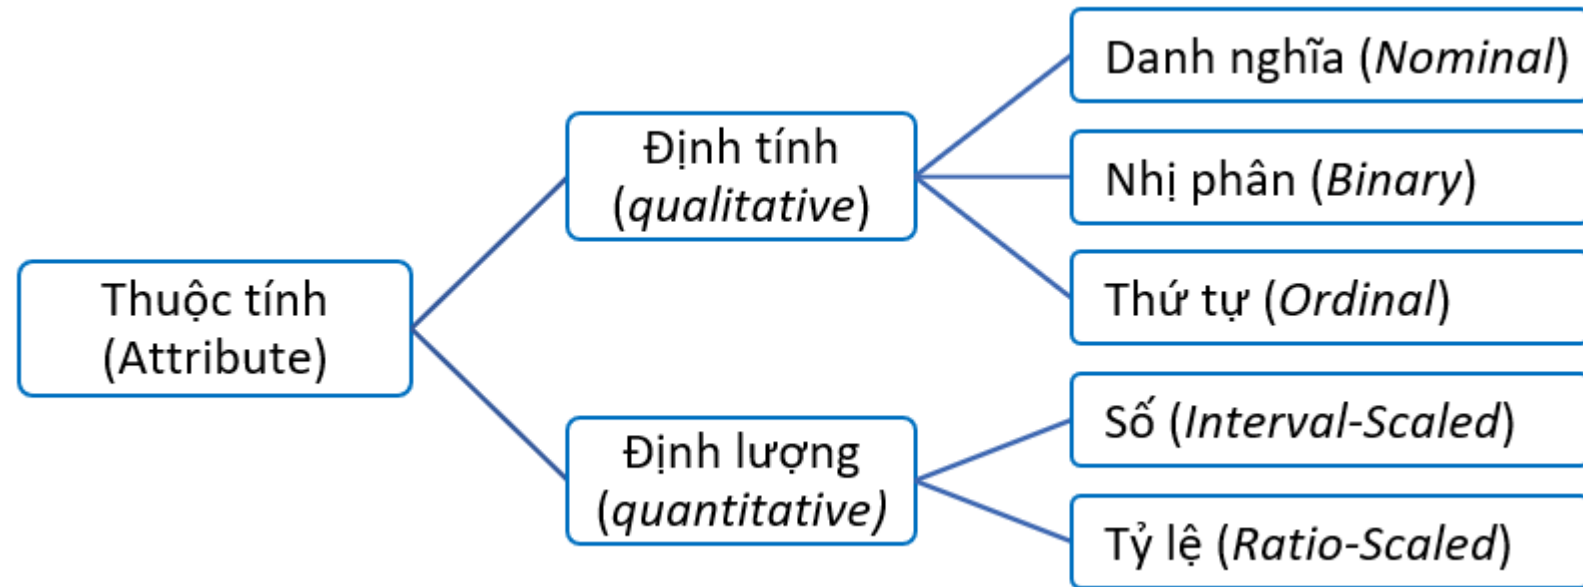 Thuộc tính
(Attribute)
Định tính
(qualitative)
Định lượng
(quantitative)
Danh nghĩa (Nominal)
Nhị phân (Binary)
Thứ tự (Ordinal)
Số (Interval-Scaled)
Tỷ lệ (Ratio-Scaled)